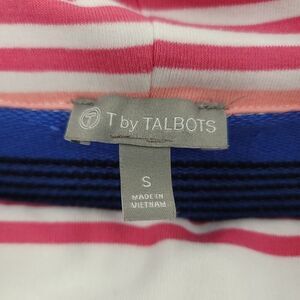 T by TALBOTS
S
MADE IN
VIETNAM